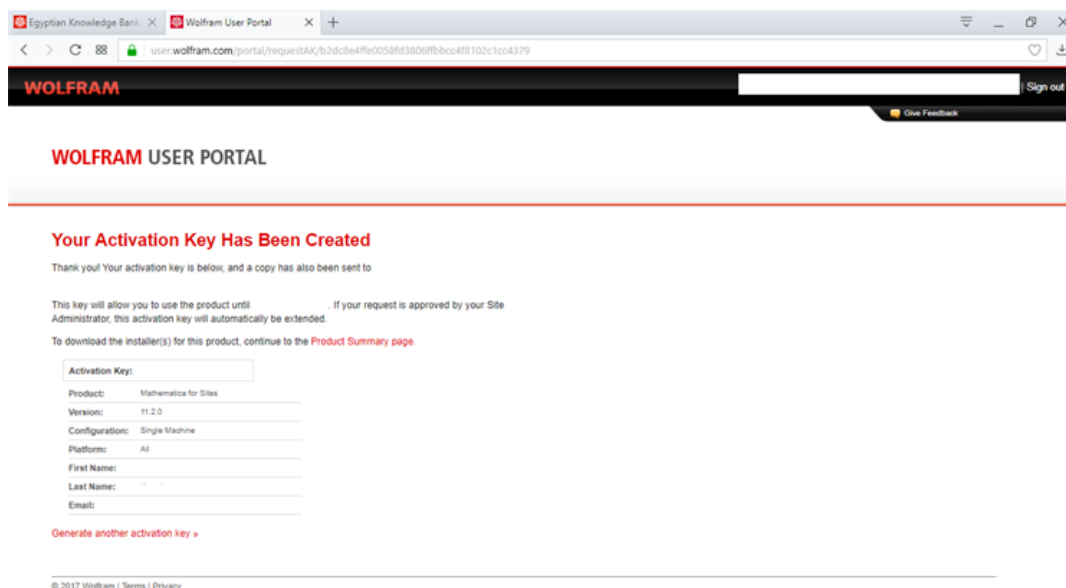 Egyptian Knowledge Bank
Wolfram User Portal
user.wolfram.com/portal/requestAK/b2dc8e4ffe0058fd3806ffbbcc4f8102c1cc4379
WOLFRAM
| Sign out
Give Feedback
WOLFRAM USER PORTAL
Your Activation Key Has Been Created
Thank you! Your activation key is below, and a copy has also been sent to
This key will allow you to use the product until . If your request is approved by your Site
Administrator, this activation key will automatically be extended.
To download the installer(s) for this product, continue to the Product Summary page.
Activation Key:
Product: Mathematica for Sites
Version: 11.2.0
Configuration: Single Machine
Platform: All
First Name:
Last Name:
Email:
Generate another activation key »
© 2017 Wolfram | Terms | Privacy